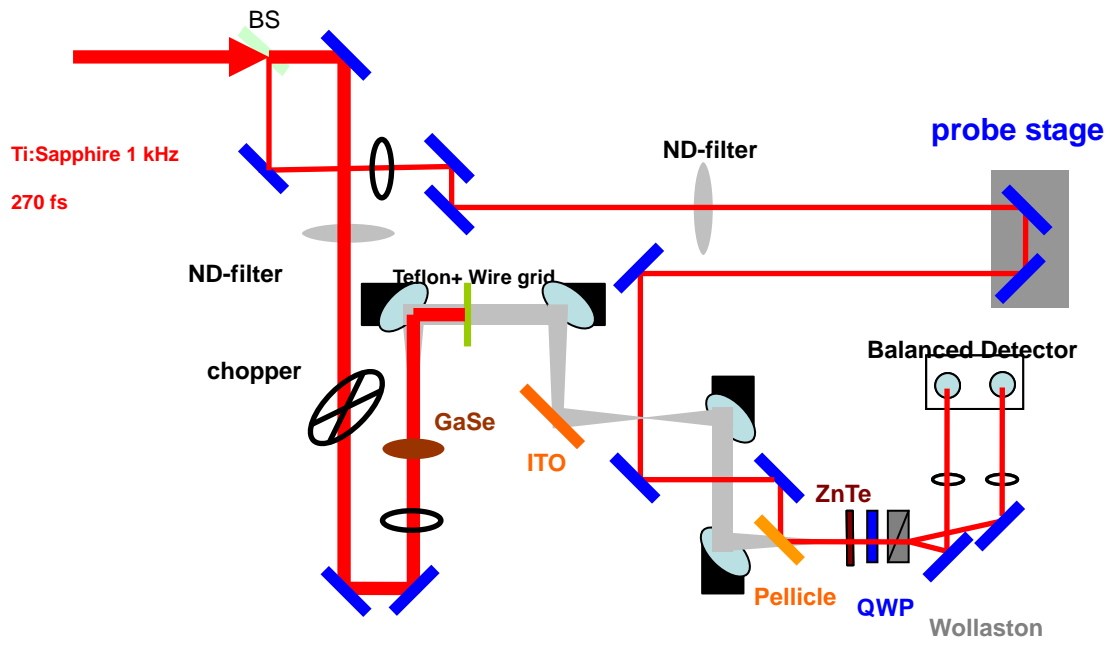 BS
probe stage
Ti:Sapphire 1 kHz
ND-filter
270 fs
ND-filter
Teflon+ Wire grid
Balanced Detector
chopper
GaSe
ITO
ZnTe
Pellicle
QWP
Wollaston